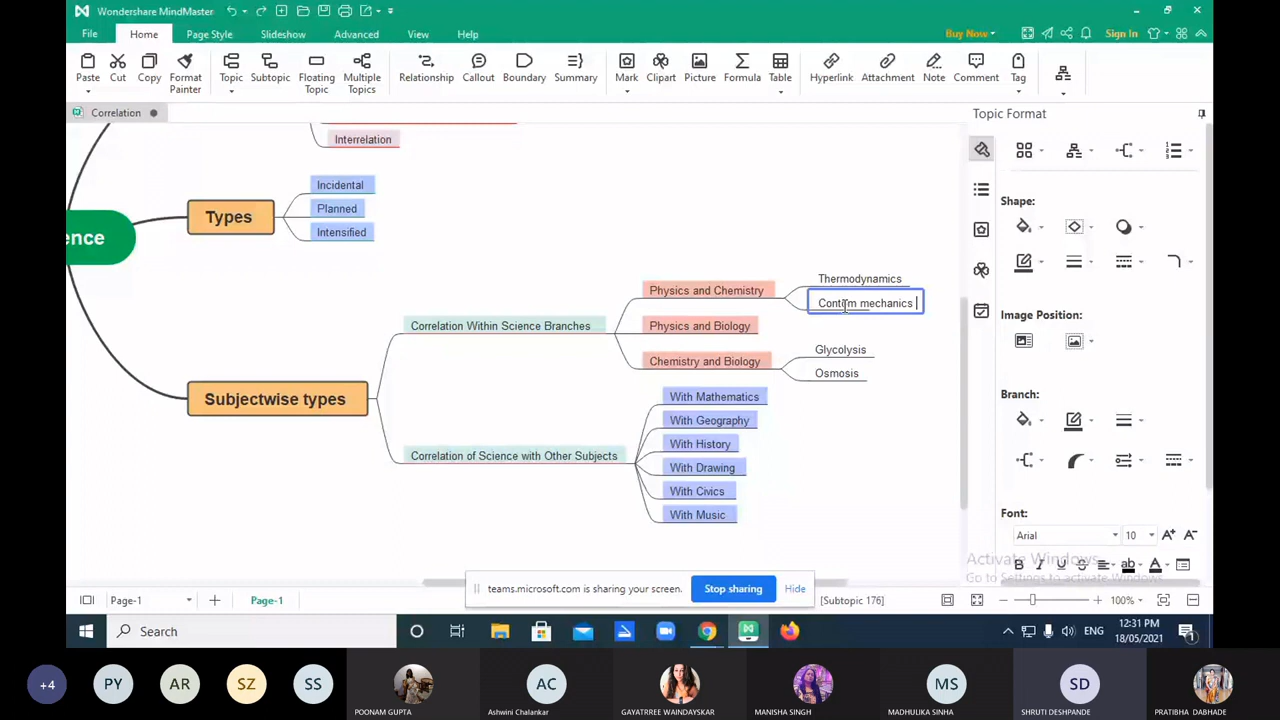 Wondershare MindMaster
File Home Page Style Slideshow Advanced View Help Buy Now Sign In
Paste Cut Copy Format Painter Topic Subtopic Floating Topic Multiple Topics Relationship Callout Boundary Summary Mark Clipart Picture Formula Table Hyperlink Attachment Note Comment Tag
Correlation
Topic Format
Interrelation
Types
Incidental
Planned
Intensified
ence
Subjectwise types
Correlation Within Science Branches
Physics and Chemistry
Thermodynamics
mechanics
Physics and Biology
Chemistry and Biology
Glycolysis
Osmosis
Correlation of Science with Other Subjects
With Mathematics
With Geography
With History
With Drawing
With Civics
With Music
Shape:
Image Position:
Branch:
Font:
Arial 10 A+ A-
B I U S ab A
Activate Windows
Go to Settings to activate Windows.
teams.microsoft.com is sharing your screen. Stop sharing Hide
Page-1 Page-1 [Subtopic 176] 100%
Search
ENG
12:31 PM
18/05/2021
1
+4 PY AR SZ SS AC MS SD
POONAM GUPTA Ashwini Chalankar GAYATRREE WAINDAYSKAR MANISHA SINGH MADHULIKA SINHA SHRUTI DESHPANDE PRATIBHA DABHADE